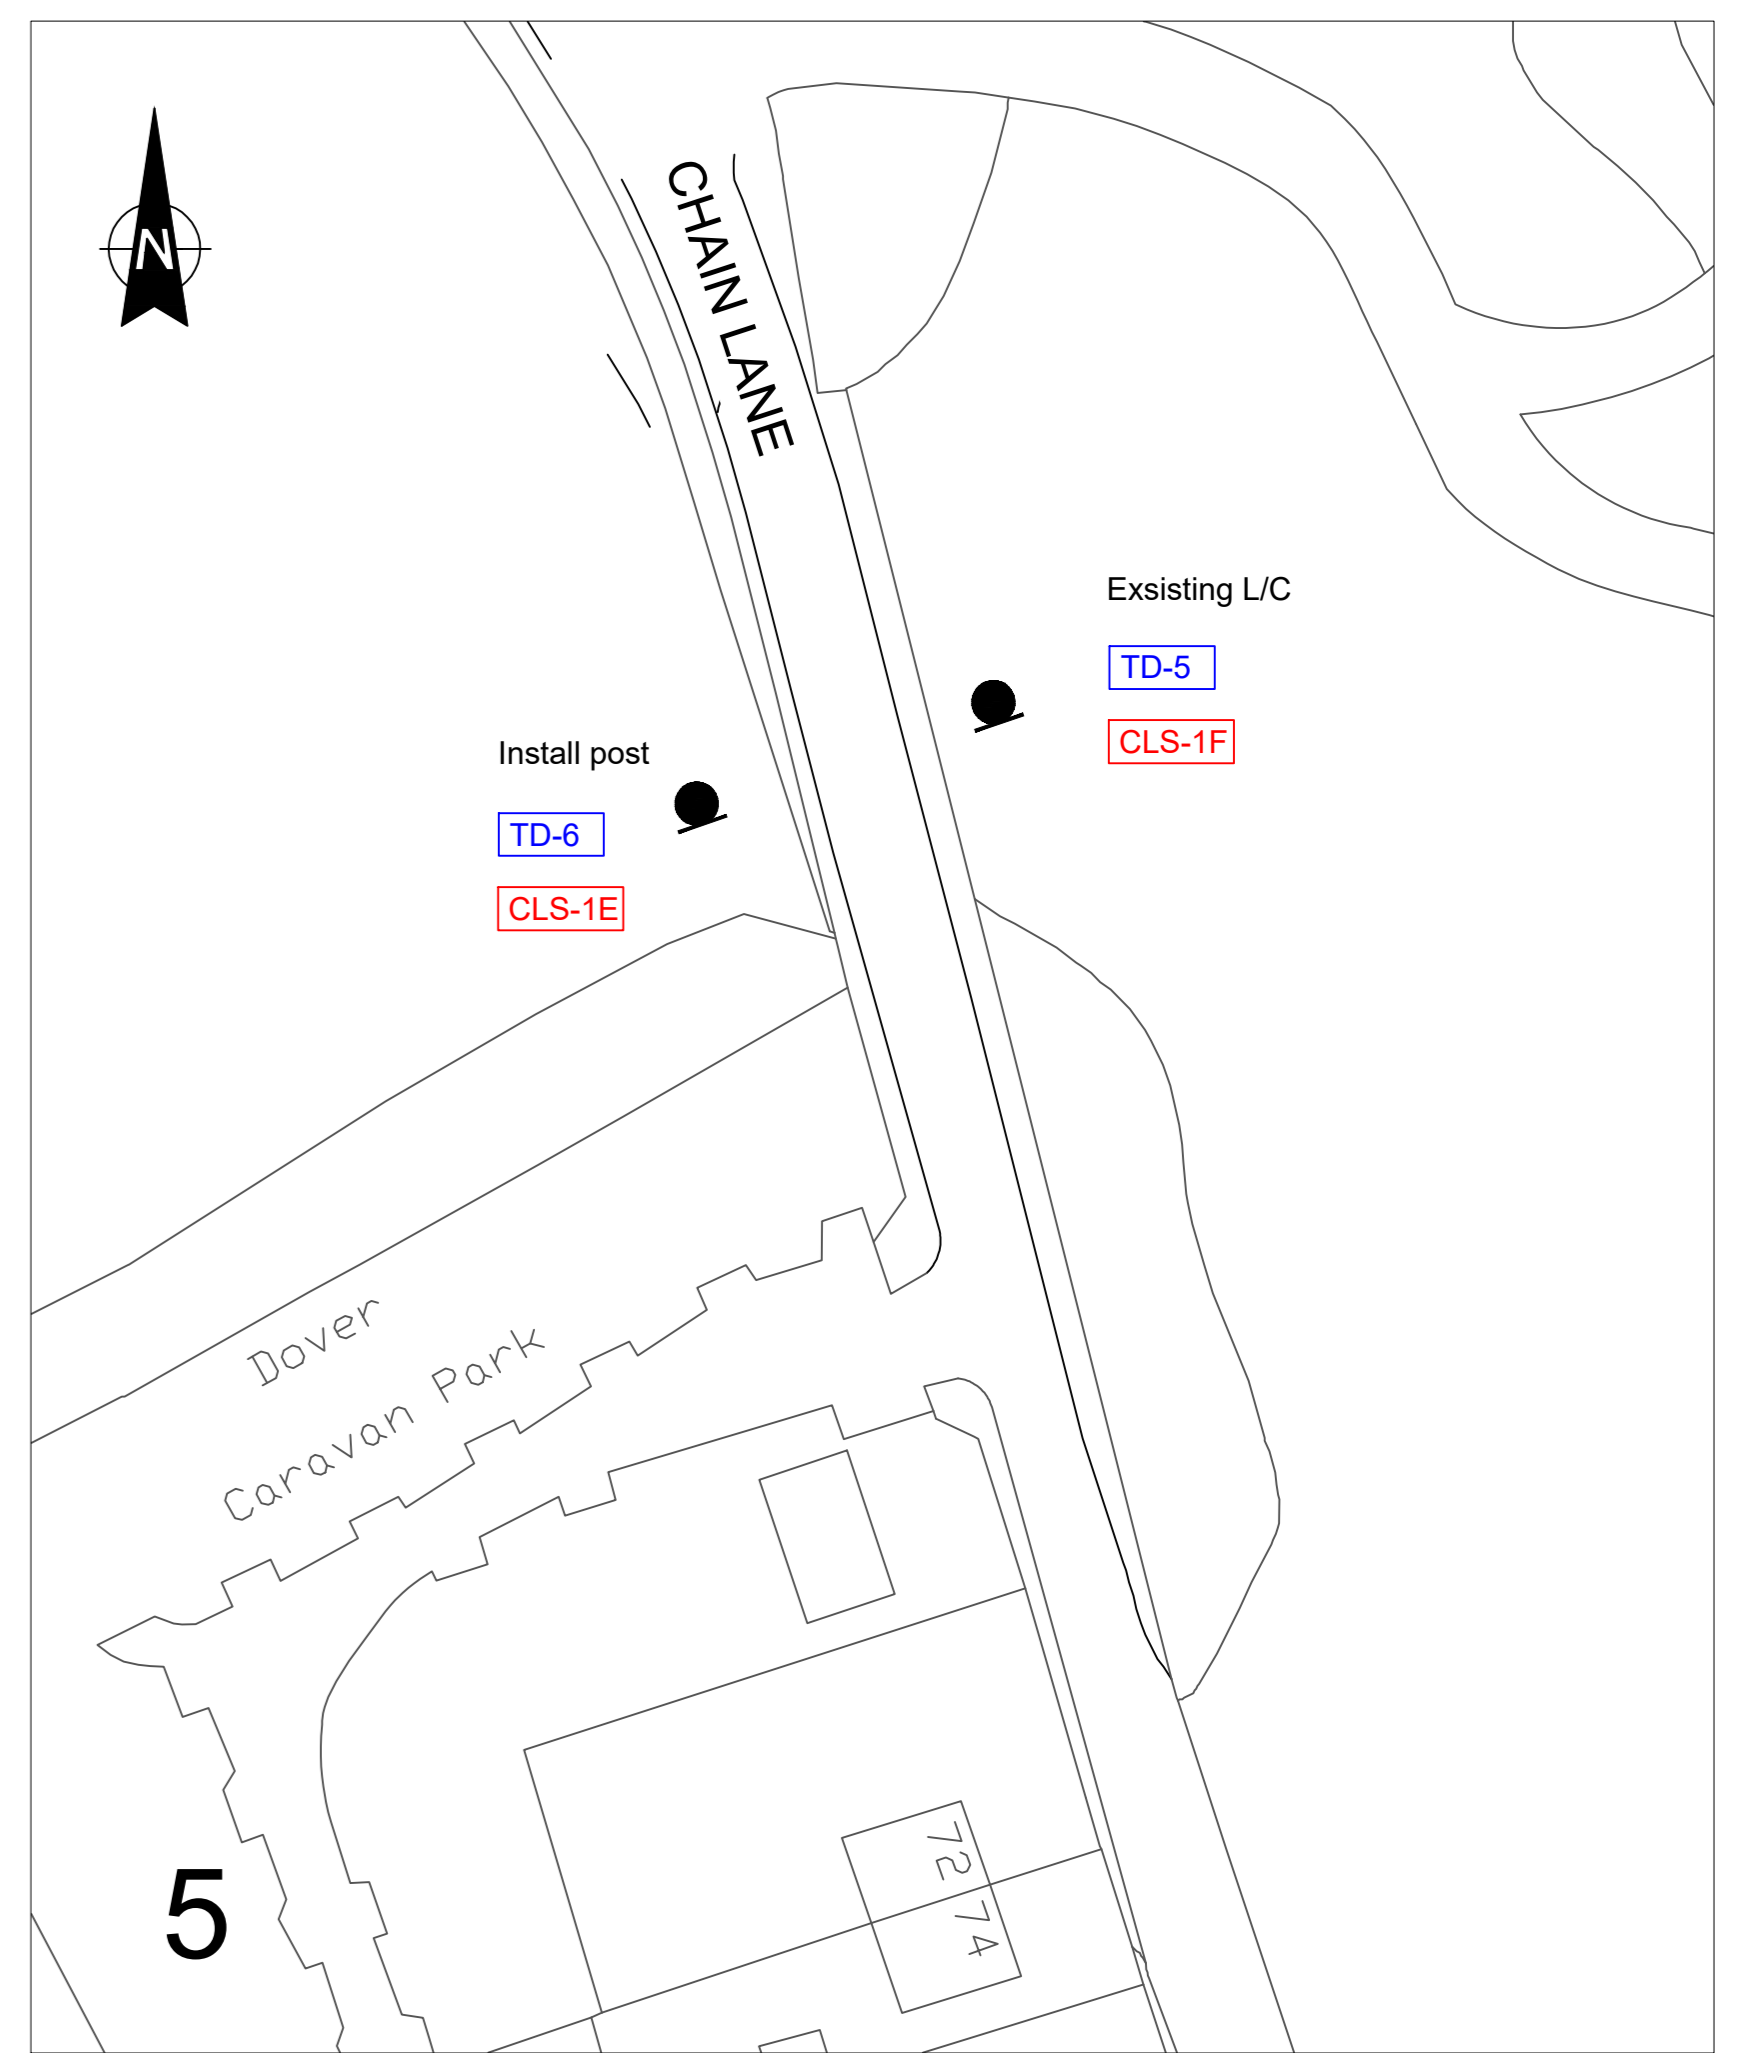 N
CHAIN LANE
Exsisting L/C
TD-5
CLS-1F
Install post
TD-6
CLS-1E
Dover
Caravan Park
72
74
5